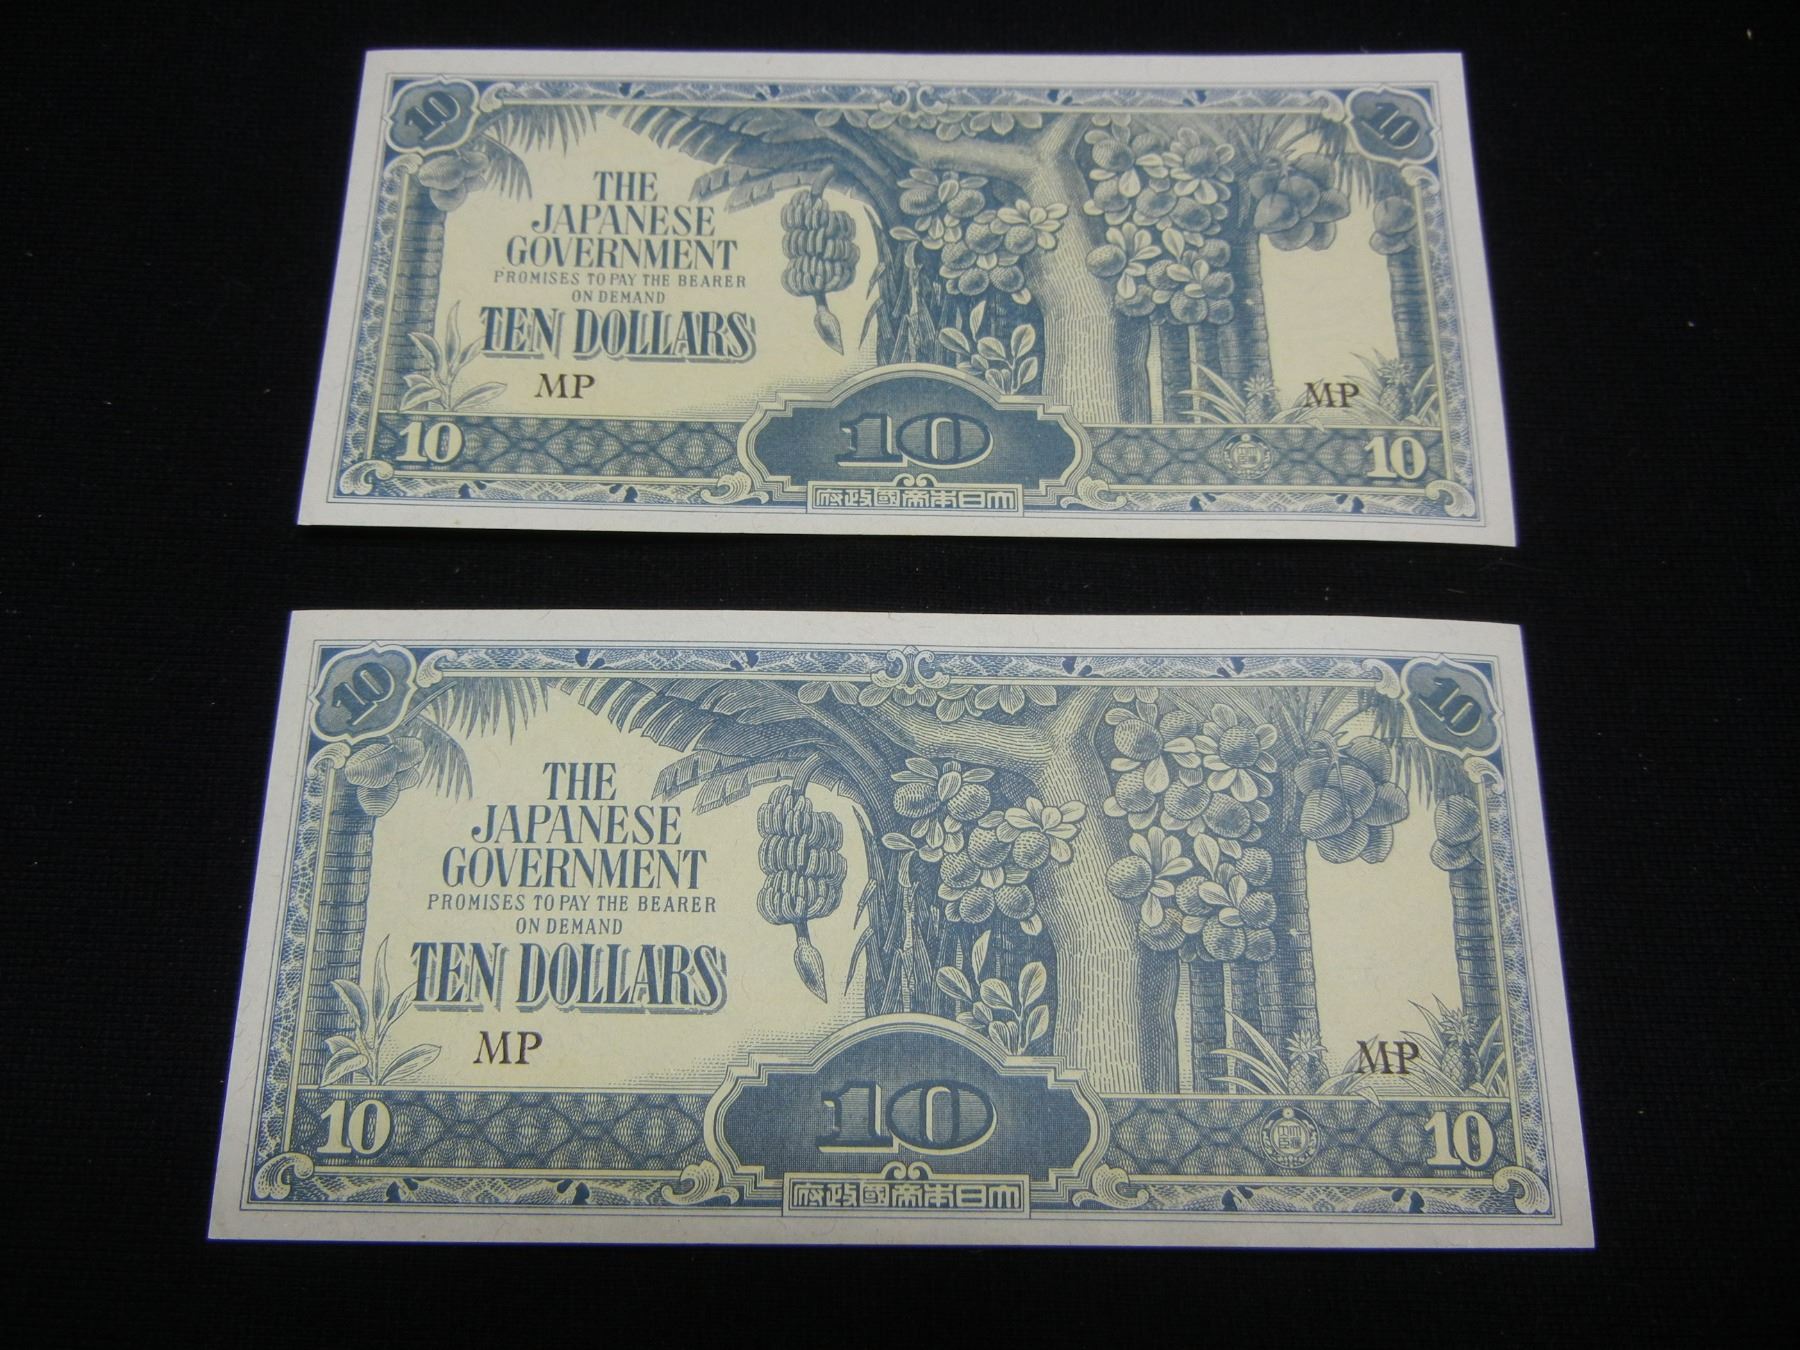 10 10
THE
JAPANESE
GOVERNMENT
PROMISES TO PAY THE BEARER
ON DEMAND
TEN DOLLARS
MP MP
10 10 10
大日本帝國政府
10 10
THE
JAPANESE
GOVERNMENT
PROMISES TO PAY THE BEARER
ON DEMAND
TEN DOLLARS
MP MP
10 10 10
大日本帝國政府